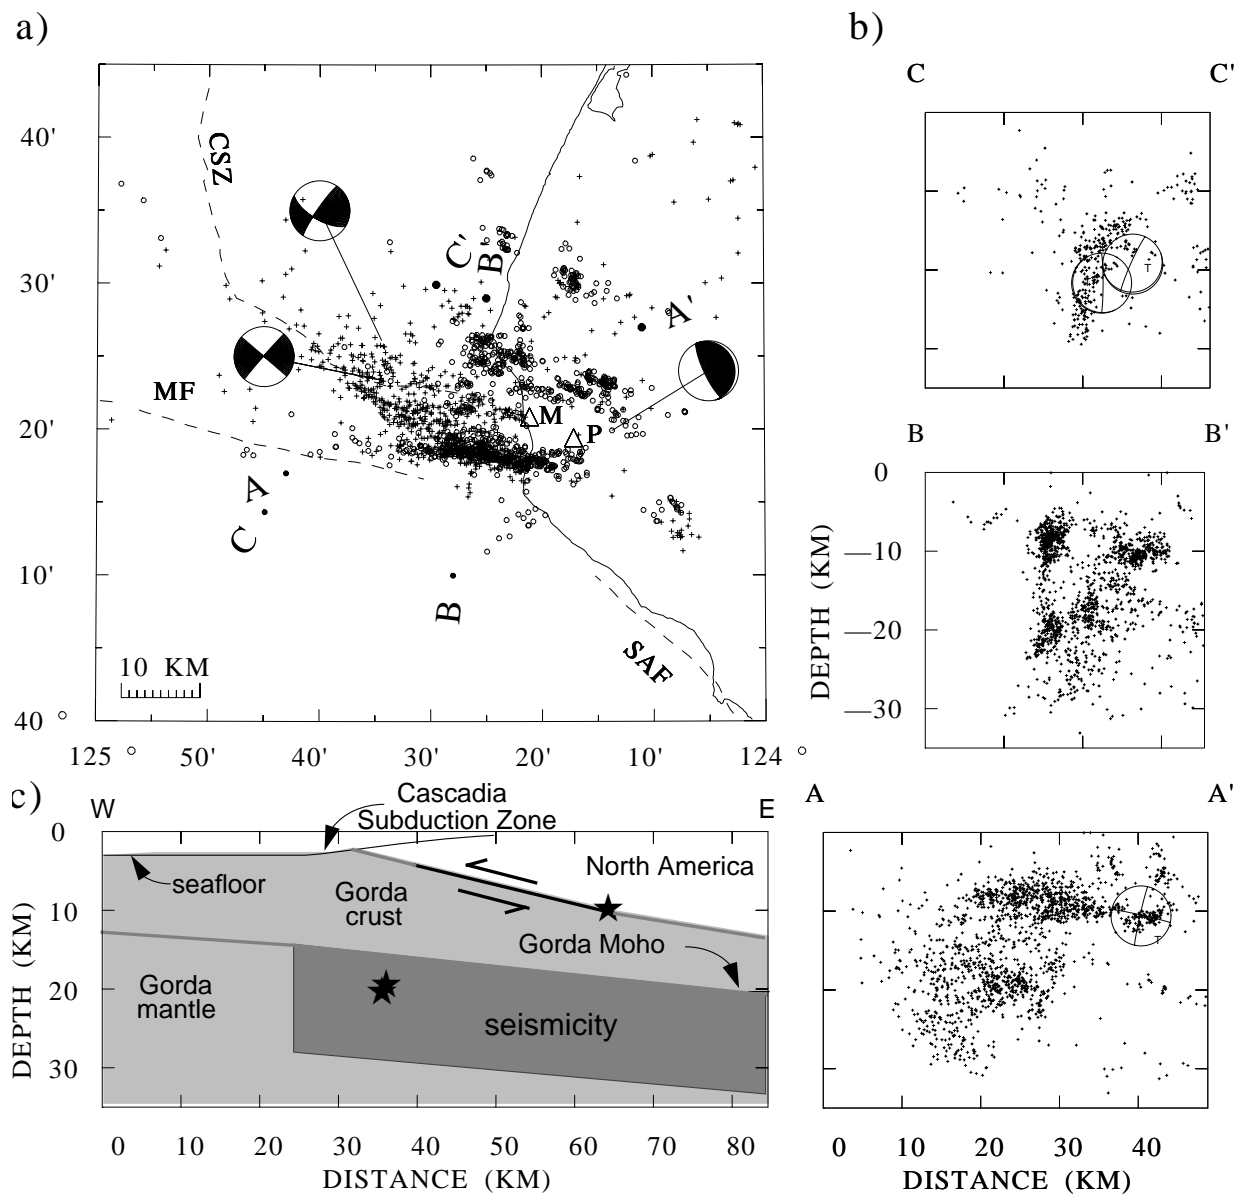 a)
b)
C
C'
40'
CSZ
C'
B'
30'
A'
MF
M
P
20'
A
C
10'
B
SAF
10 KM
40 °
125 °
50'
40'
30'
20'
10'
124 °
T
B
B'
0
—10
—20
—30
DEPTH (KM)
c)
W
Cascadia
Subduction Zone
E
0
seafloor
Gorda
crust
North America
10
Gorda Moho
Gorda
mantle
20
seismicity
30
DEPTH (KM)
0
10
20
30
40
50
60
70
80
DISTANCE (KM)
A
A'
T
0
10
20
30
40
DISTANCE (KM)